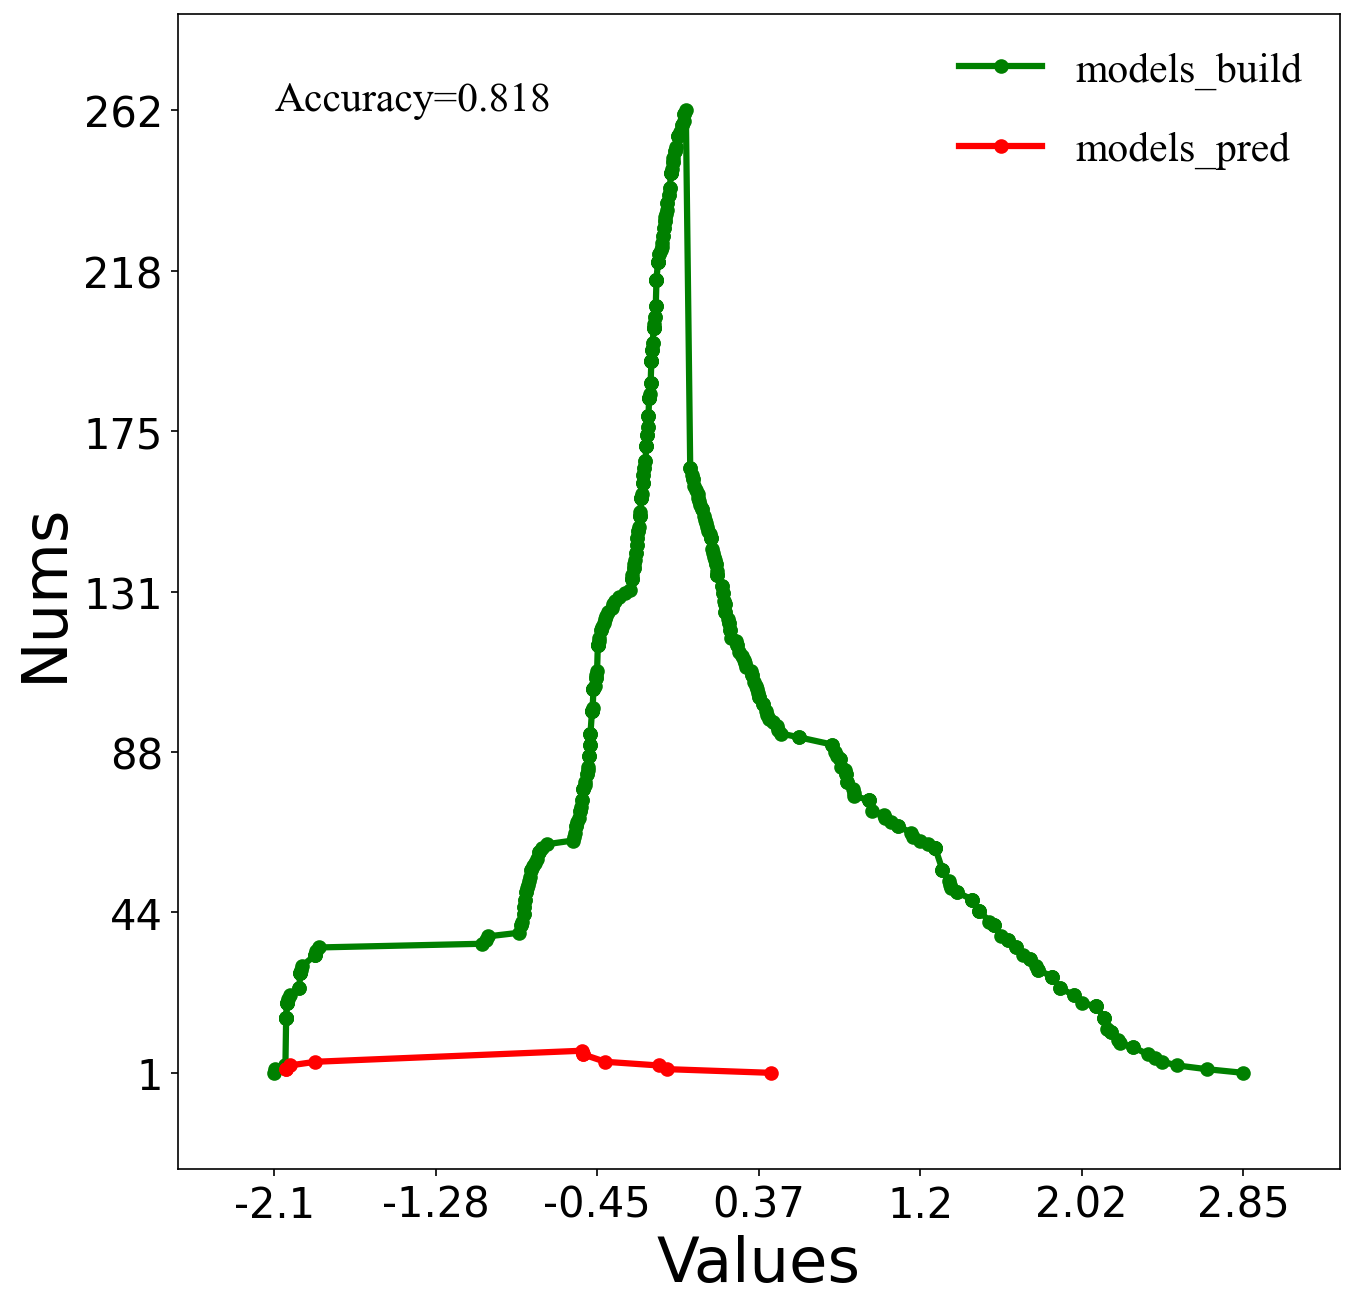 Accuracy=0.818
models_build
models_pred
Nums
262
218
175
131
88
44
1
-2.1
-1.28
-0.45
0.37
1.2
2.02
2.85
Values